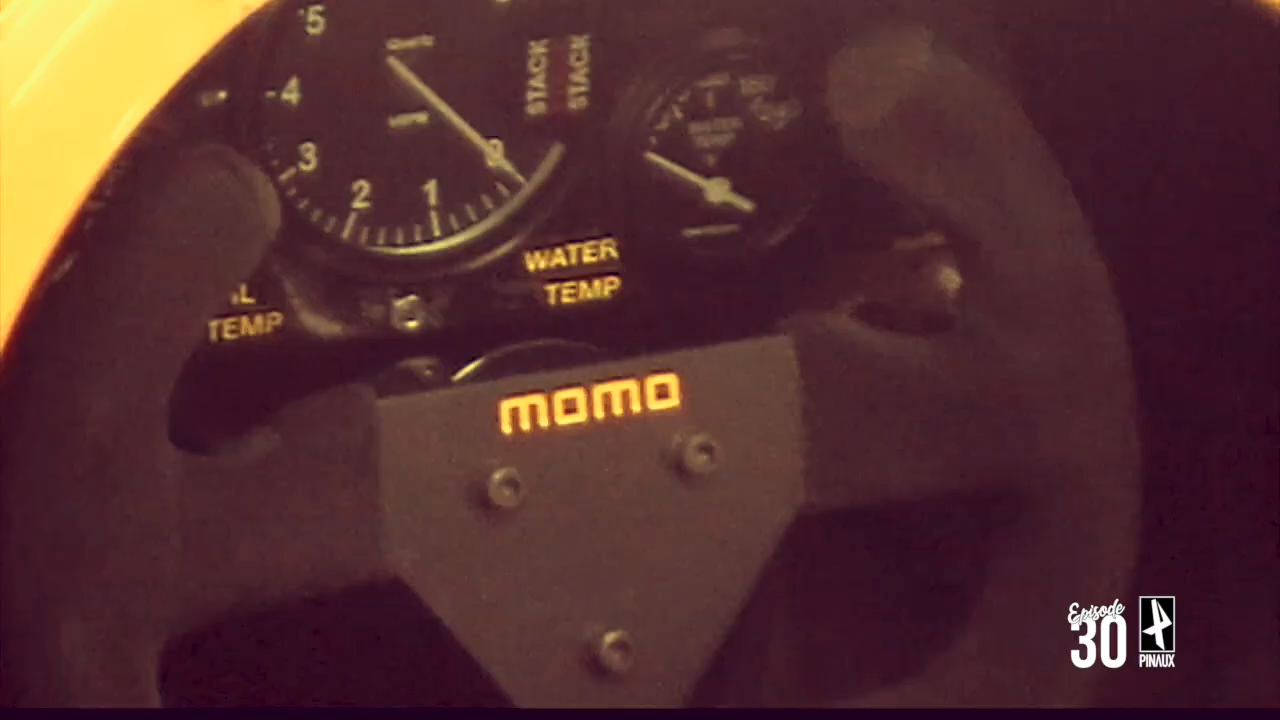 5
4
3
2
1
0
STACK
STACK
WATER
TEMP
TEMP
momo
Episode
30
PINAUX